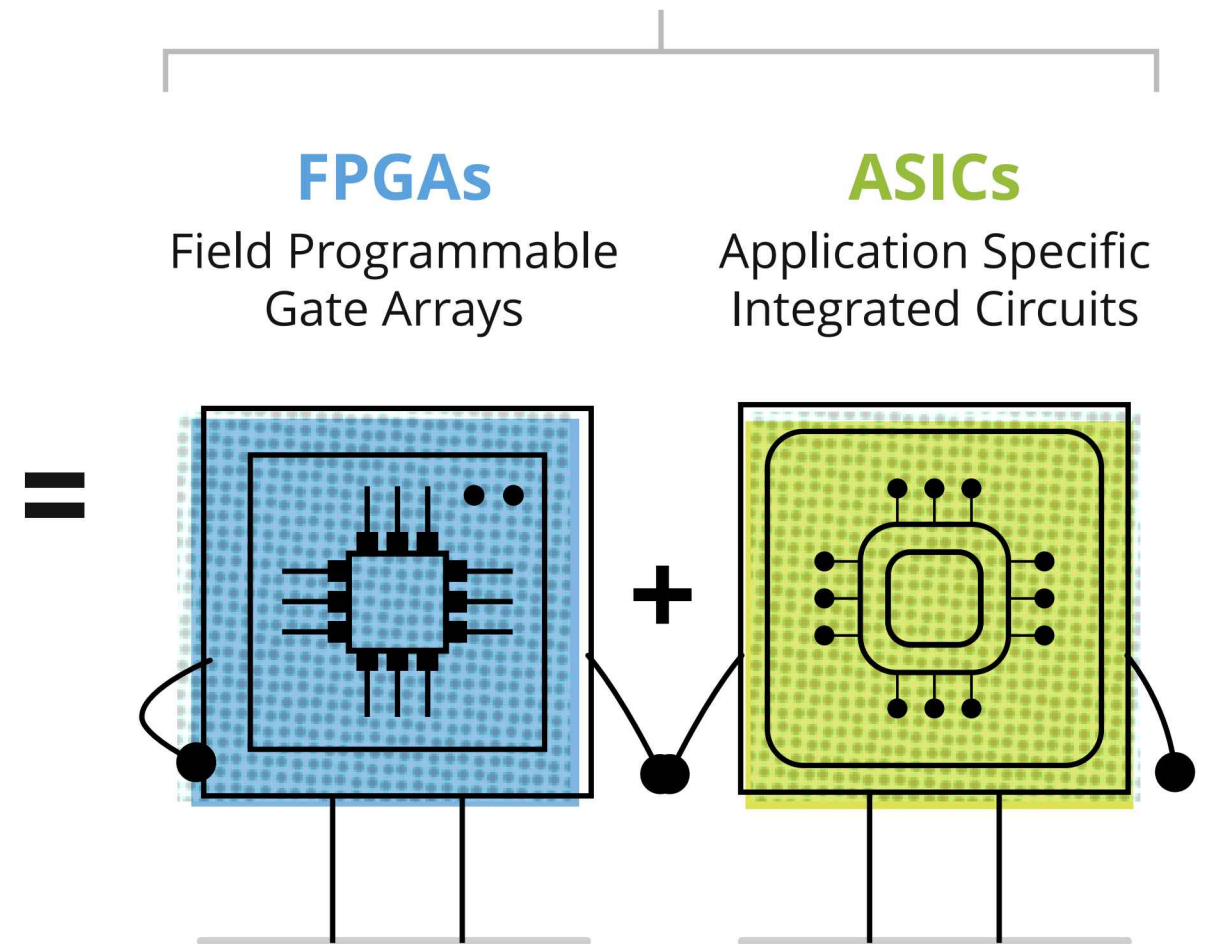 FPGAs
Field Programmable
Gate Arrays
ASICs
Application Specific
Integrated Circuits
=
+